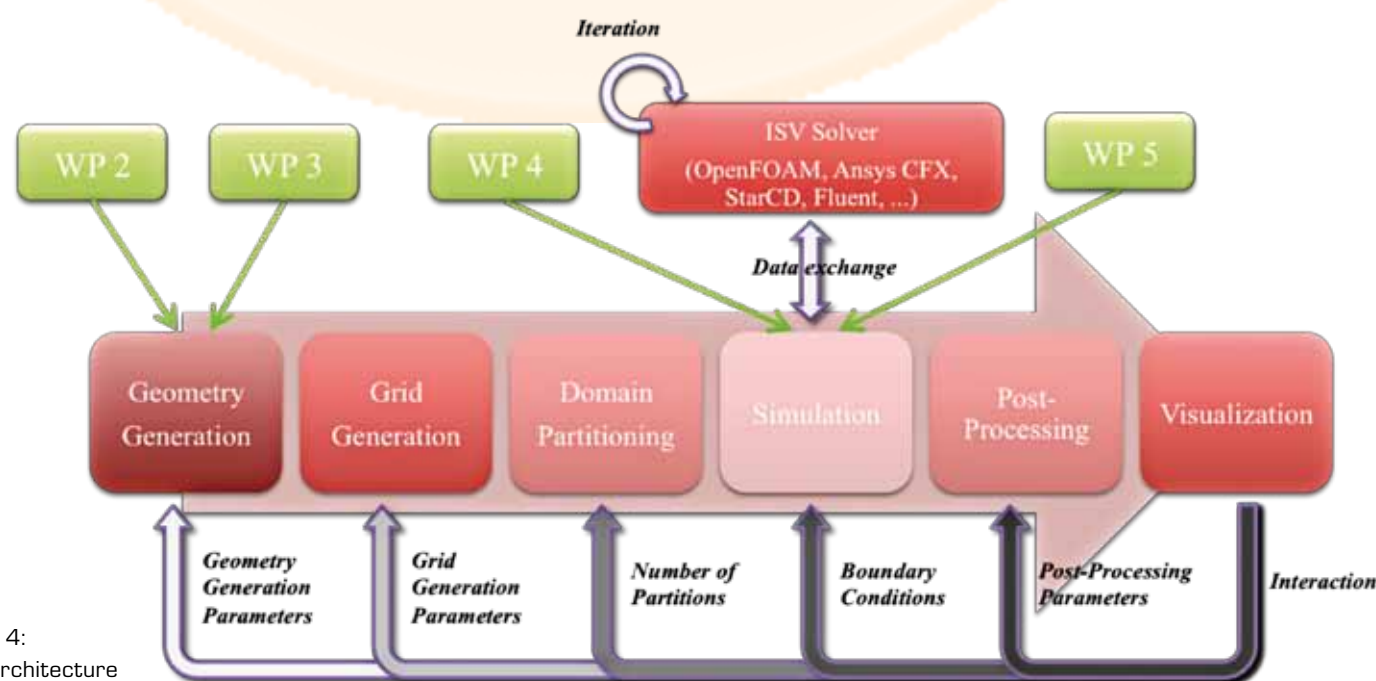 Iteration
WP 2
WP 3
WP 4
ISV Solver
(OpenFOAM, Ansys CFX,
StarCD, Fluent, ...)
WP 5
Data exchange
Geometry
Generation
Grid
Generation
Domain
Partitioning
Simulation
Post-
Processing
Visualization
Geometry
Generation
Parameters
Grid
Generation
Parameters
Number of
Partitions
Boundary
Conditions
Post-Processing
Parameters
Interaction
4: